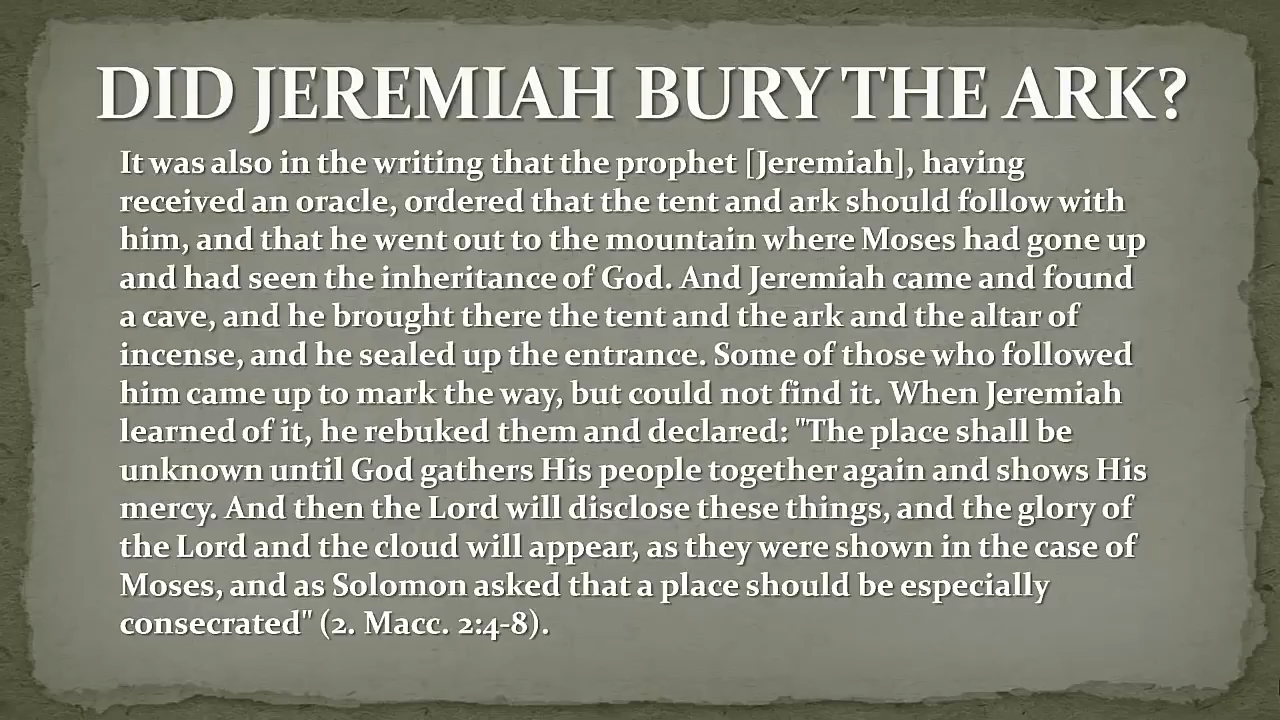 DID JEREMIAH BURY THE ARK?
It was also in the writing that the prophet [Jeremiah], having
received an oracle, ordered that the tent and ark should follow with
him, and that he went out to the mountain where Moses had gone up
and had seen the inheritance of God. And Jeremiah came and found
a cave, and he brought there the tent and the ark and the altar of
incense, and he sealed up the entrance. Some of those who followed
him came up to mark the way, but could not find it. When Jeremiah
learned of it, he rebuked them and declared: "The place shall be
unknown until God gathers His people together again and shows His
mercy. And then the Lord will disclose these things, and the glory of
the Lord and the cloud will appear, as they were shown in the case of
Moses, and as Solomon asked that a place should be especially
consecrated" (2. Macc. 2:4-8).